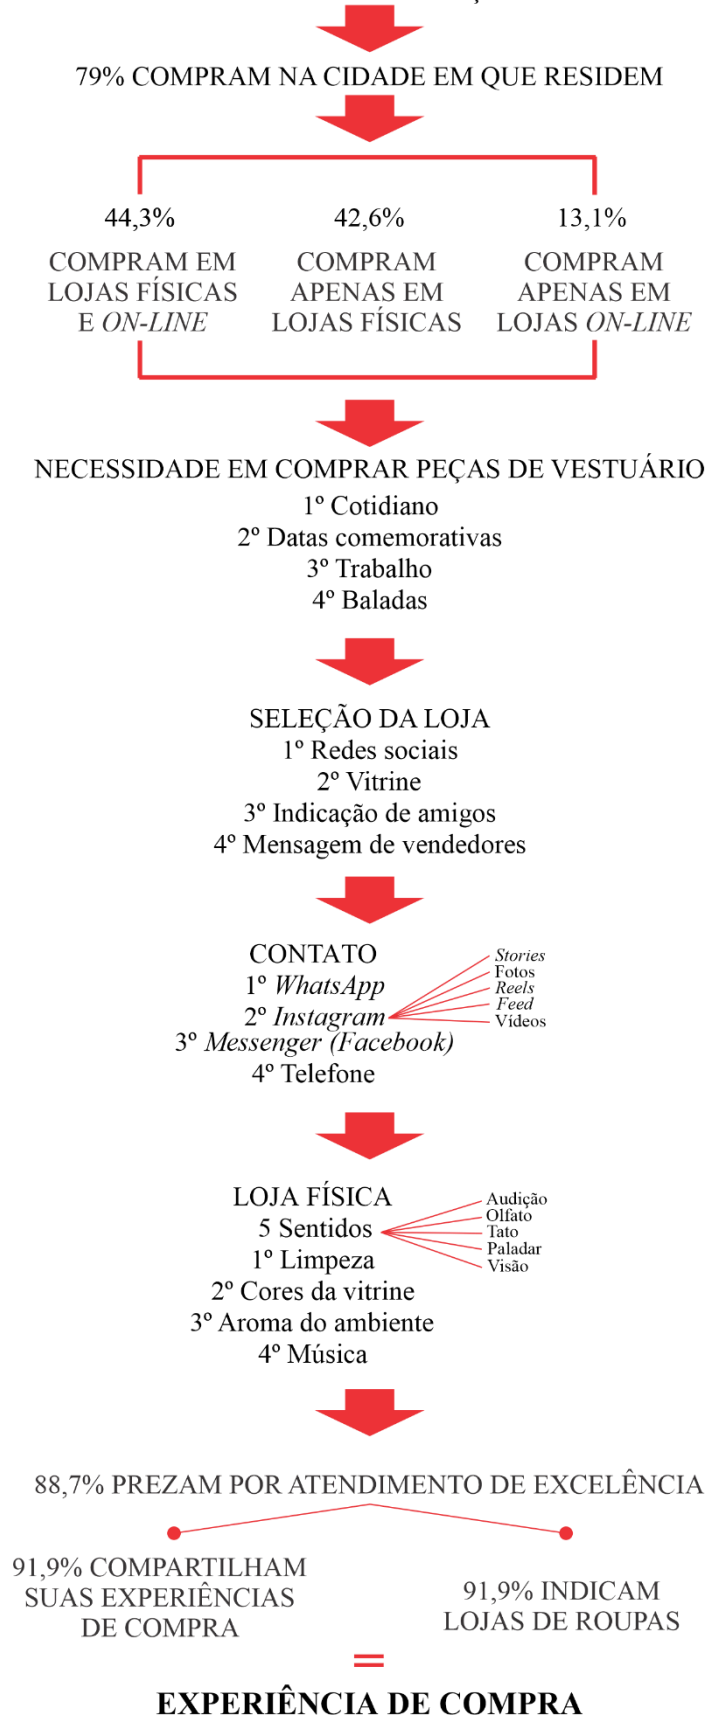 79% COMPRAM NA CIDADE EM QUE RESIDEM
44,3%
COMPRAM EM
LOJAS FÍSICAS
E ON-LINE
42,6%
COMPRAM
APENAS EM
LOJAS FÍSICAS
13,1%
COMPRAM
APENAS EM
LOJAS ON-LINE
NECESSIDADE EM COMPRAR PEÇAS DE VESTUÁRIO
1º Cotidiano
2º Datas comemorativas
3º Trabalho
4º Baladas
SELEÇÃO DA LOJA
1º Redes sociais
2º Vitrine
3º Indicação de amigos
4º Mensagem de vendedores
CONTATO
1º WhatsApp
2º Instagram
3º Messenger (Facebook)
4º Telefone
Stories
Fotos
Reels
Feed
Vídeos
LOJA FÍSICA
5 Sentidos
1º Limpeza
2º Cores da vitrine
3º Aroma do ambiente
4º Música
Audição
Olfato
Tato
Paladar
Visão
88,7% PREZAM POR ATENDIMENTO DE EXCELÊNCIA
91,9% COMPARTILHAM
SUAS EXPERIÊNCIAS
DE COMPRA
91,9% INDICAM
LOJAS DE ROUPAS
=
EXPERIÊNCIA DE COMPRA